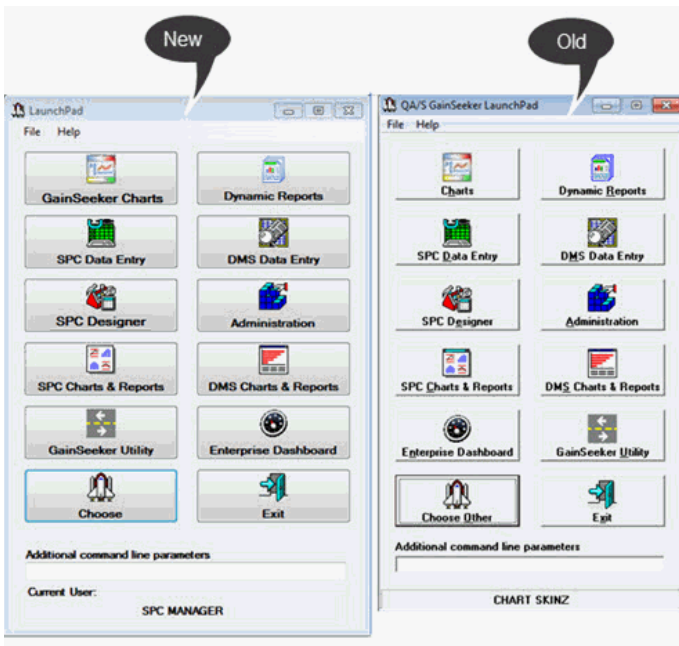 New
Old
LaunchPad
File Help
GainSeeker Charts
Dynamic Reports
SPC Data Entry
DMS Data Entry
SPC Designer
Administration
SPC Charts & Reports
DMS Charts & Reports
GainSeeker Utility
Enterprise Dashboard
Choose
Exit
Additional command line parameters
Current User:
SPC MANAGER
QA/S GainSeeker LaunchPad
File Help
Charts
Dynamic Reports
SPC Data Entry
DMS Data Entry
SPC Designer
Administration
SPC Charts & Reports
DMS Charts & Reports
Enterprise Dashboard
GainSeeker Utility
Choose Other
Exit
Additional command line parameters
CHART SKINZ